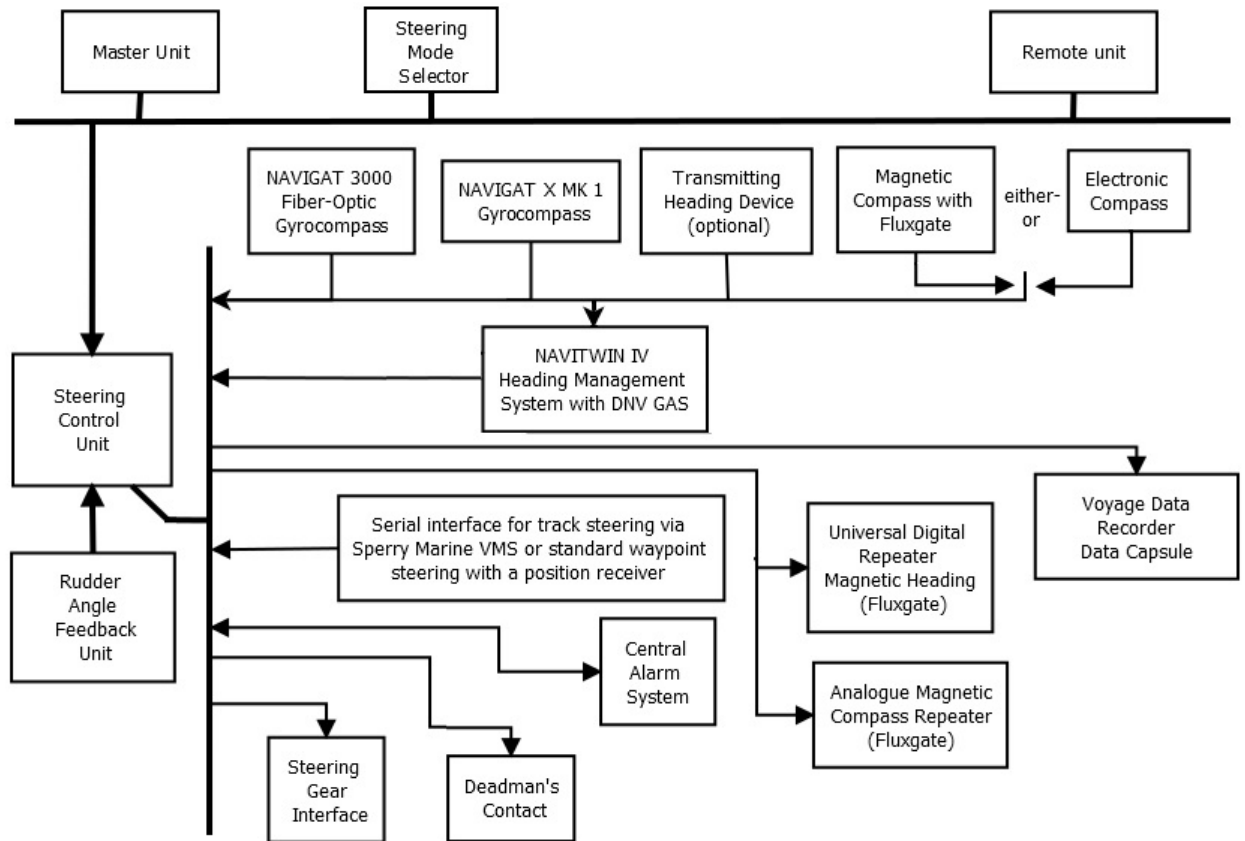 Master Unit
Steering
Mode
Selector
Remote unit
NAVIGAT 3000
Fiber-Optic
Gyrocompass
NAVIGAT X MK 1
Gyrocompass
Transmitting
Heading Device
(optional)
Magnetic
Compass with
Fluxgate
either-
or
Electronic
Compass
NAVITWIN IV
Heading Management
System with DNV GAS
Steering
Control
Unit
Voyage Data
Recorder
Data Capsule
Serial interface for track steering via
Sperry Marine VMS or standard waypoint
steering with a position receiver
Universal Digital
Repeater
Magnetic Heading
(Fluxgate)
Rudder
Angle
Feedback
Unit
Central
Alarm
System
Analogue Magnetic
Compass Repeater
(Fluxgate)
Steering
Gear
Interface
Deadman's
Contact